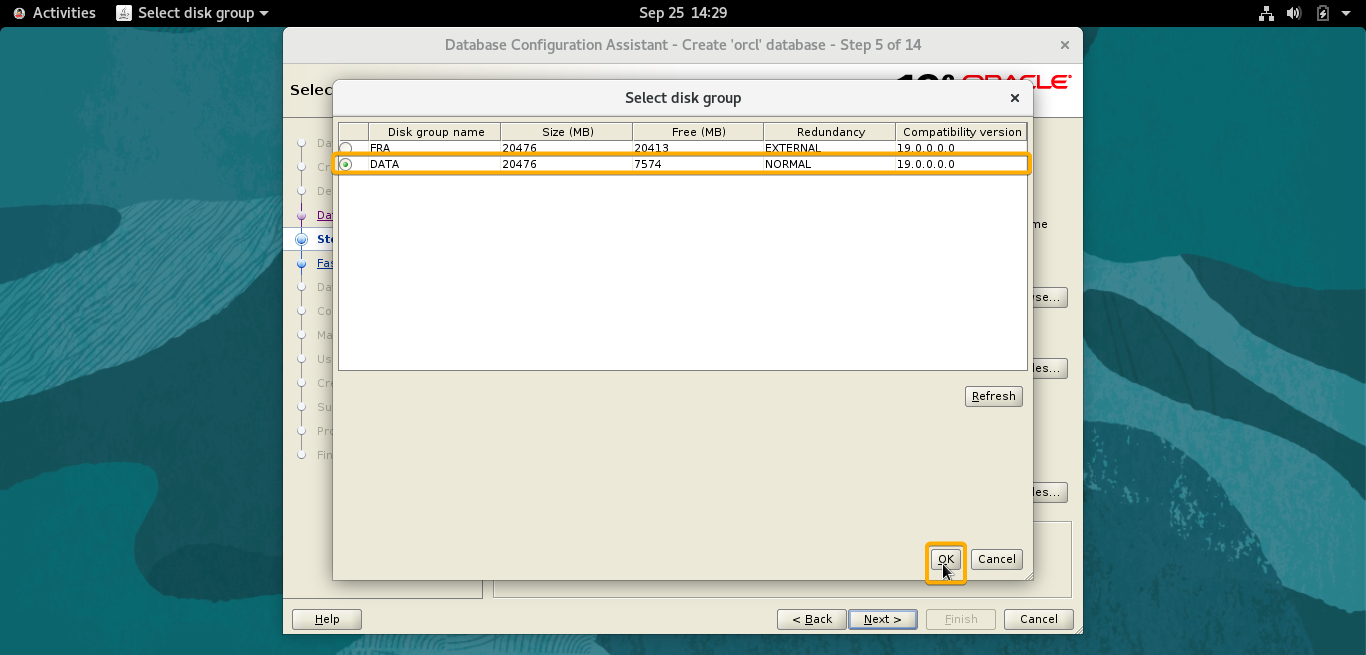 Activities Select disk group Sep 25 14:29
Database Configuration Assistant - Create 'orcl' database - Step 5 of 14
Selec
Select disk group
Disk group name Size (MB) Free (MB) Redundancy Compatibility version
FRA 20476 20413 EXTERNAL 19.0.0.0.0
DATA 20476 7574 NORMAL 19.0.0.0.0
Da
Cr
De
Dat
Sto
Fas
Da
Co
Ma
Us
Cre
Su
Pro
Fin
me
se...
les...
Refresh
les...
OK Cancel
Help < Back Next > Finish Cancel